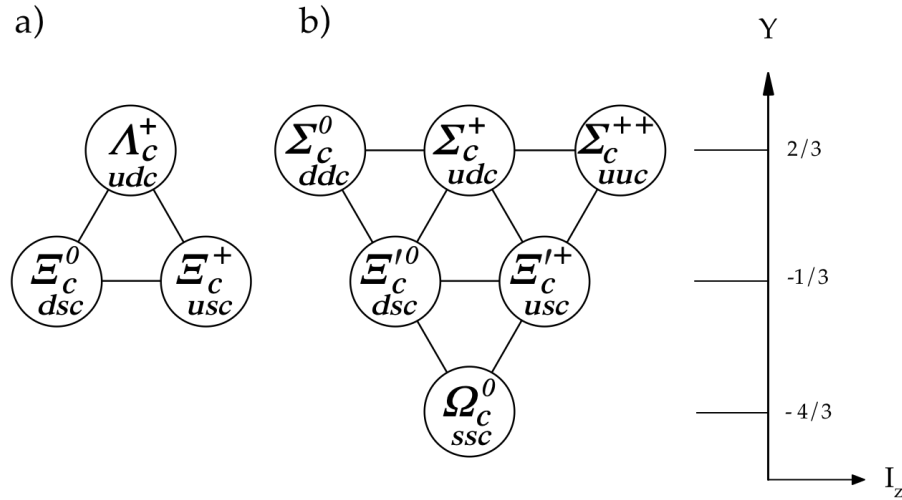 a)
b)
Y
Λc+
udc
Σc0
ddc
Σc+
udc
Σc++
uuc
2/3
Ξc0
dsc
Ξc+
usc
Ξ'c0
dsc
Ξ'c+
usc
-1/3
Ωc0
ssc
- 4/3
Iz